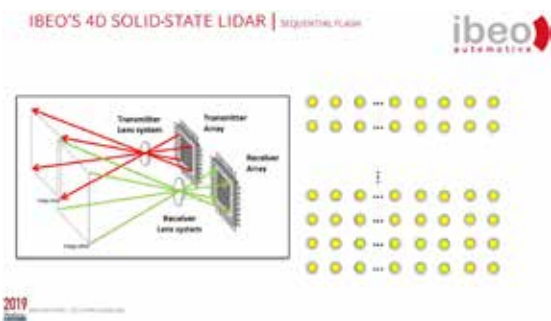 IBEO'S 4D SOLID-STATE LIDAR | SEQUENTIAL FLASH
ibeo
automotive
Transmitter
Lens system
Transmitter
Array
Receiver
Array
Receiver
Lens system
2019